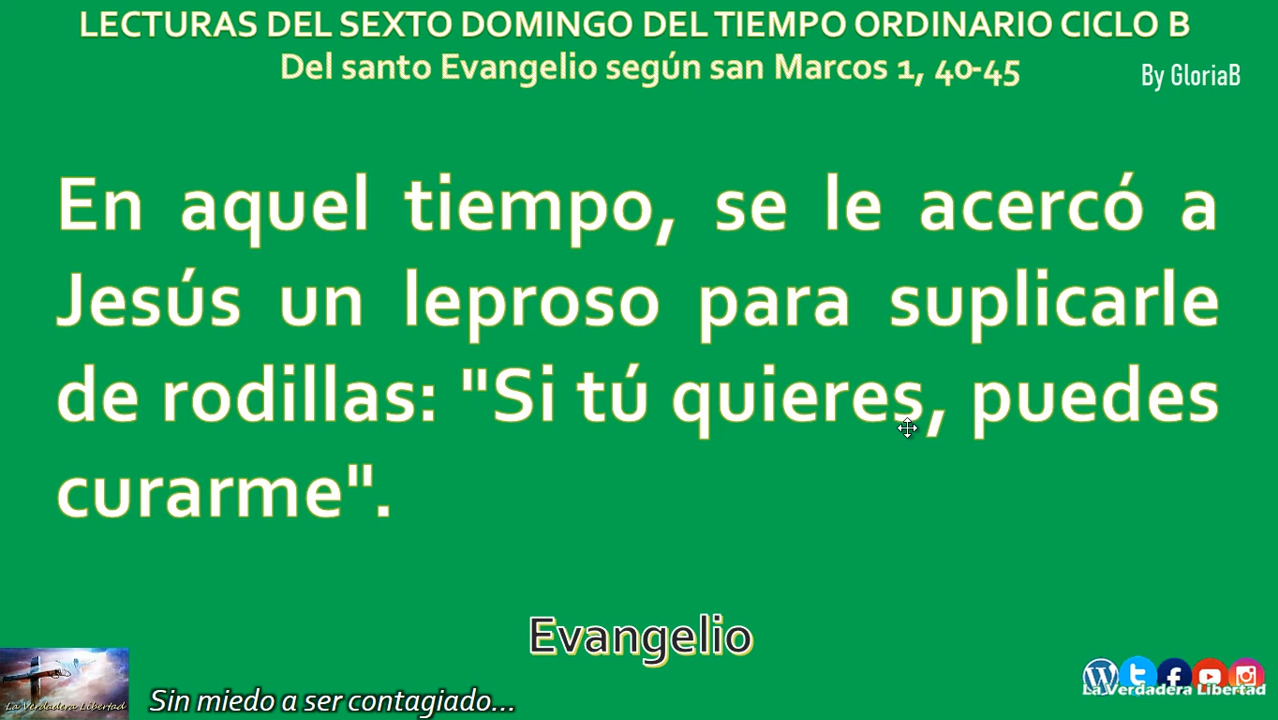 LECTURAS DEL SEXTO DOMINGO DEL TIEMPO ORDINARIO CICLO B
Del santo Evangelio según san Marcos 1, 40-45
By GloriaB
En aquel tiempo, se le acercó a
Jesús un leproso para suplicarle
de rodillas: "Si tú quieres, puedes
curarme".
Evangelio
La Verdadera Libertad
Sin miedo a ser contagiado...
La Verdadera Libertad